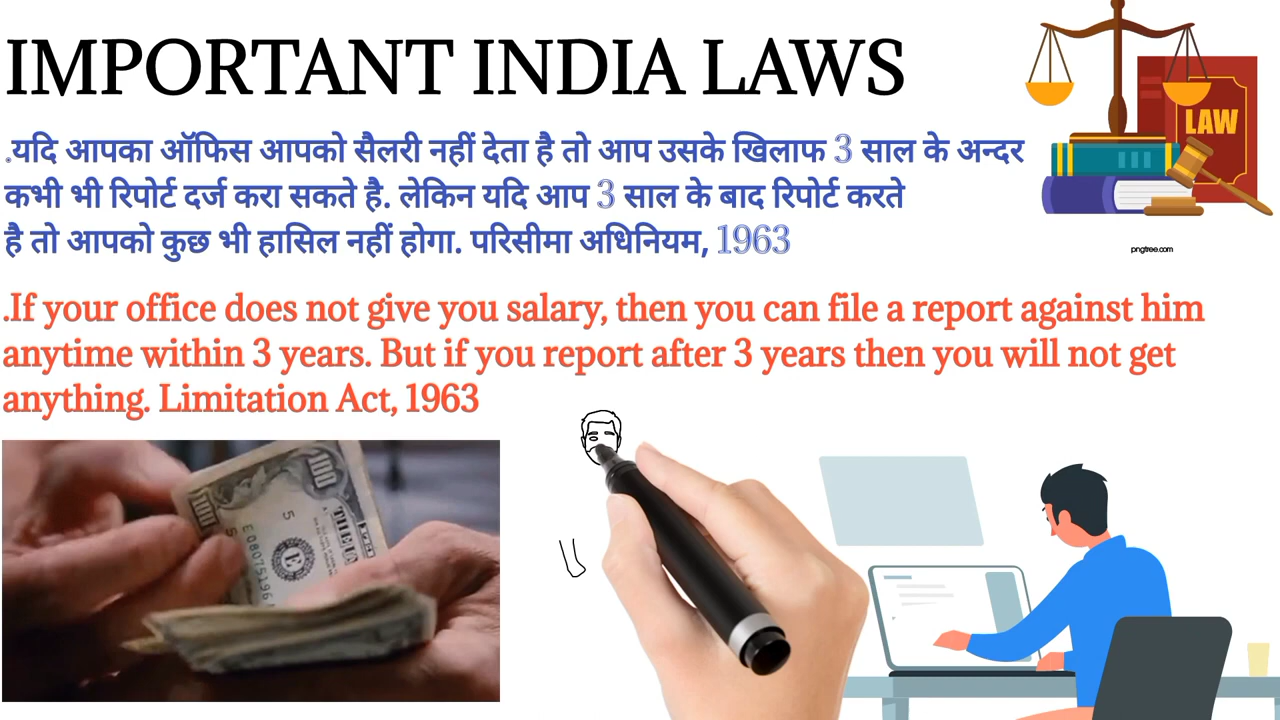 IMPORTANT INDIA LAWS
LAW
.यदि आपका ऑफिस आपको सैलरी नहीं देता है तो आप उसके खिलाफ 3 साल के अन्दर
कभी भी रिपोर्ट दर्ज करा सकते है. लेकिन यदि आप 3 साल के बाद रिपोर्ट करते
है तो आपको कुछ भी हासिल नहीं होगा. परिसीमा अधिनियम, 1963
pngtree.com
.If your office does not give you salary, then you can file a report against him
anytime within 3 years. But if you report after 3 years then you will not get
anything. Limitation Act, 1963
100
100
5
E